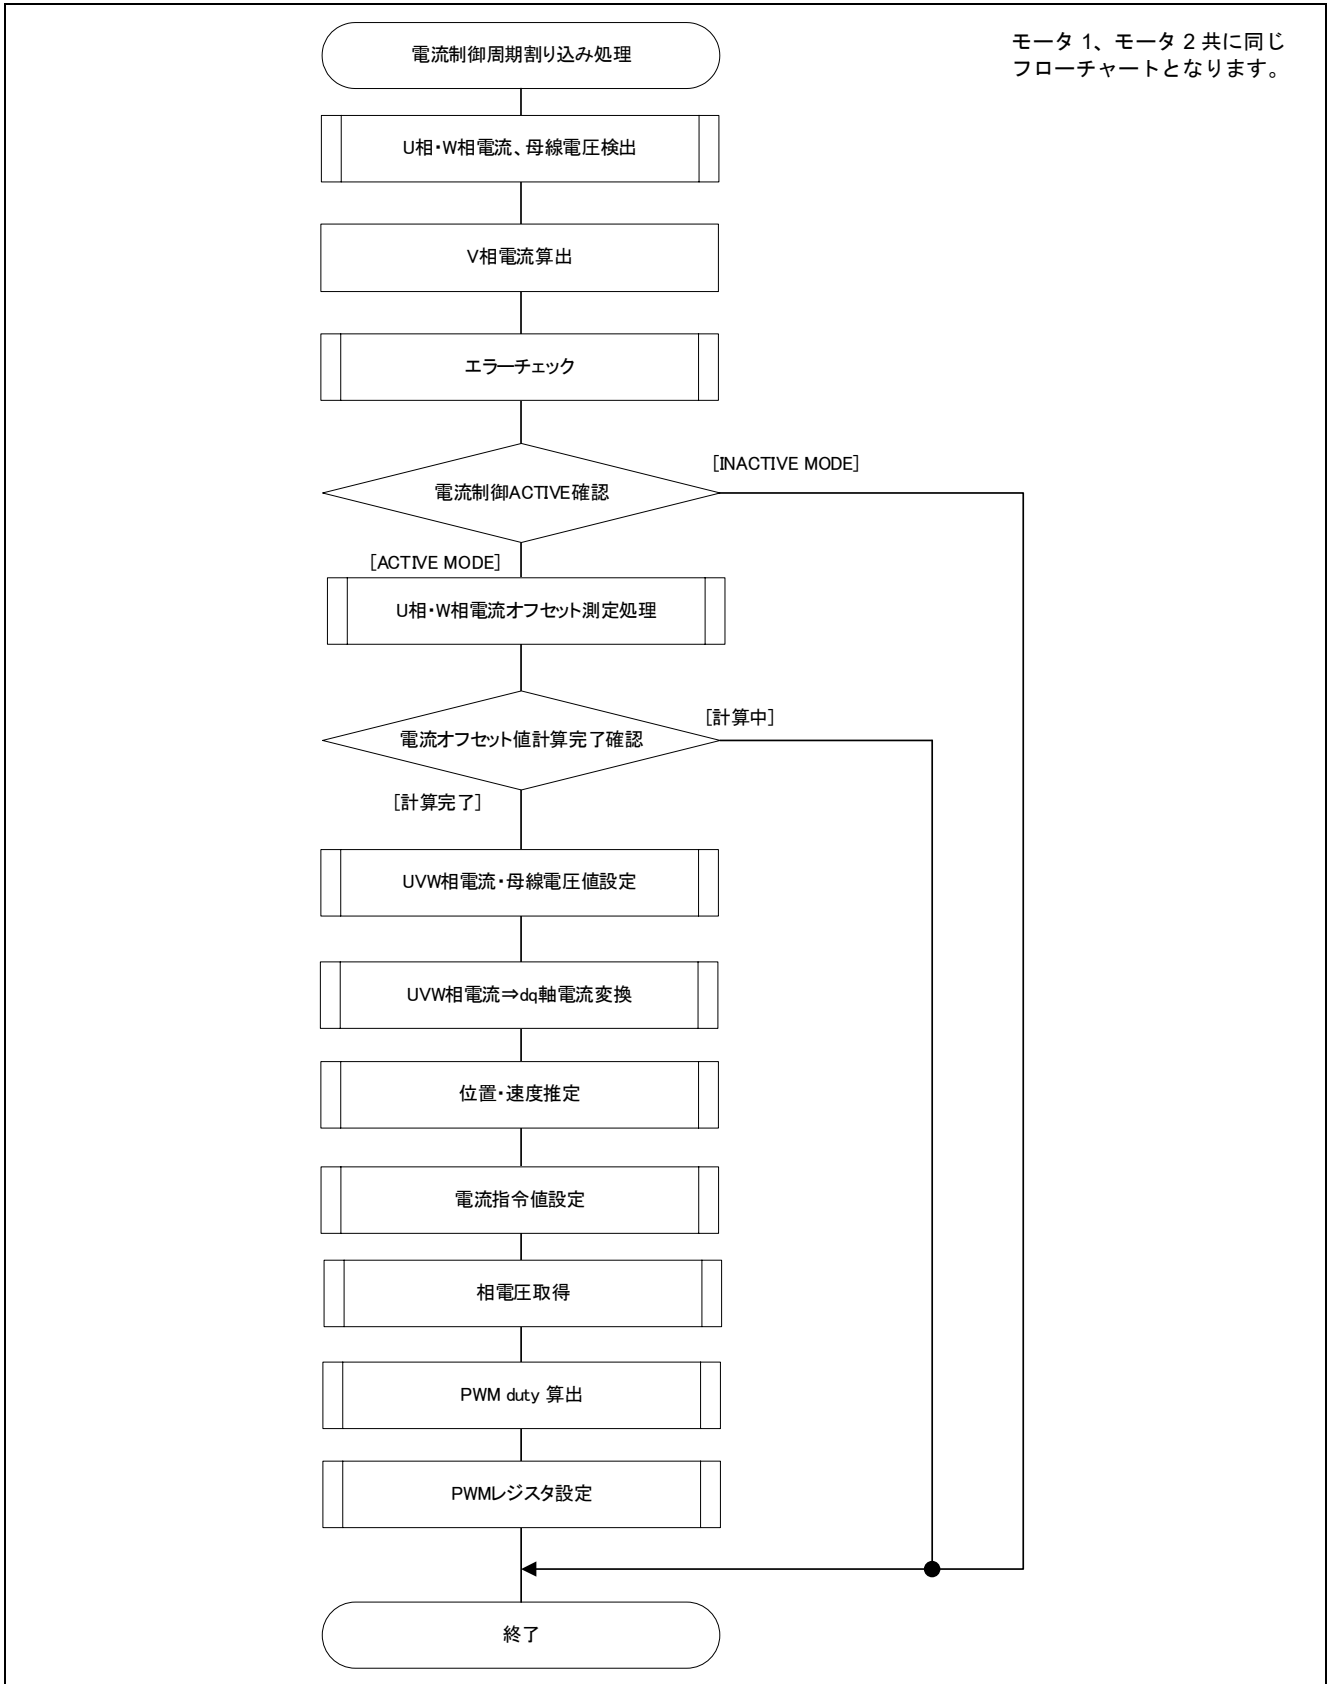 電流制御周期割り込み処理
モータ 1、モータ 2 共に同じ
フローチャートとなります。
U相・W相電流、母線電圧検出
V相電流算出
エラーチェック
[INACTIVE MODE]
電流制御ACTIVE確認
[ACTIVE MODE]
U相・W相電流オフセット測定処理
[計算中]
電流オフセット値計算完了確認
[計算完了]
UVW相電流・母線電圧値設定
UVW相電流⇒dq軸電流変換
位置・速度推定
電流指令値設定
相電圧取得
PWM duty 算出
PWMレジスタ設定
終了